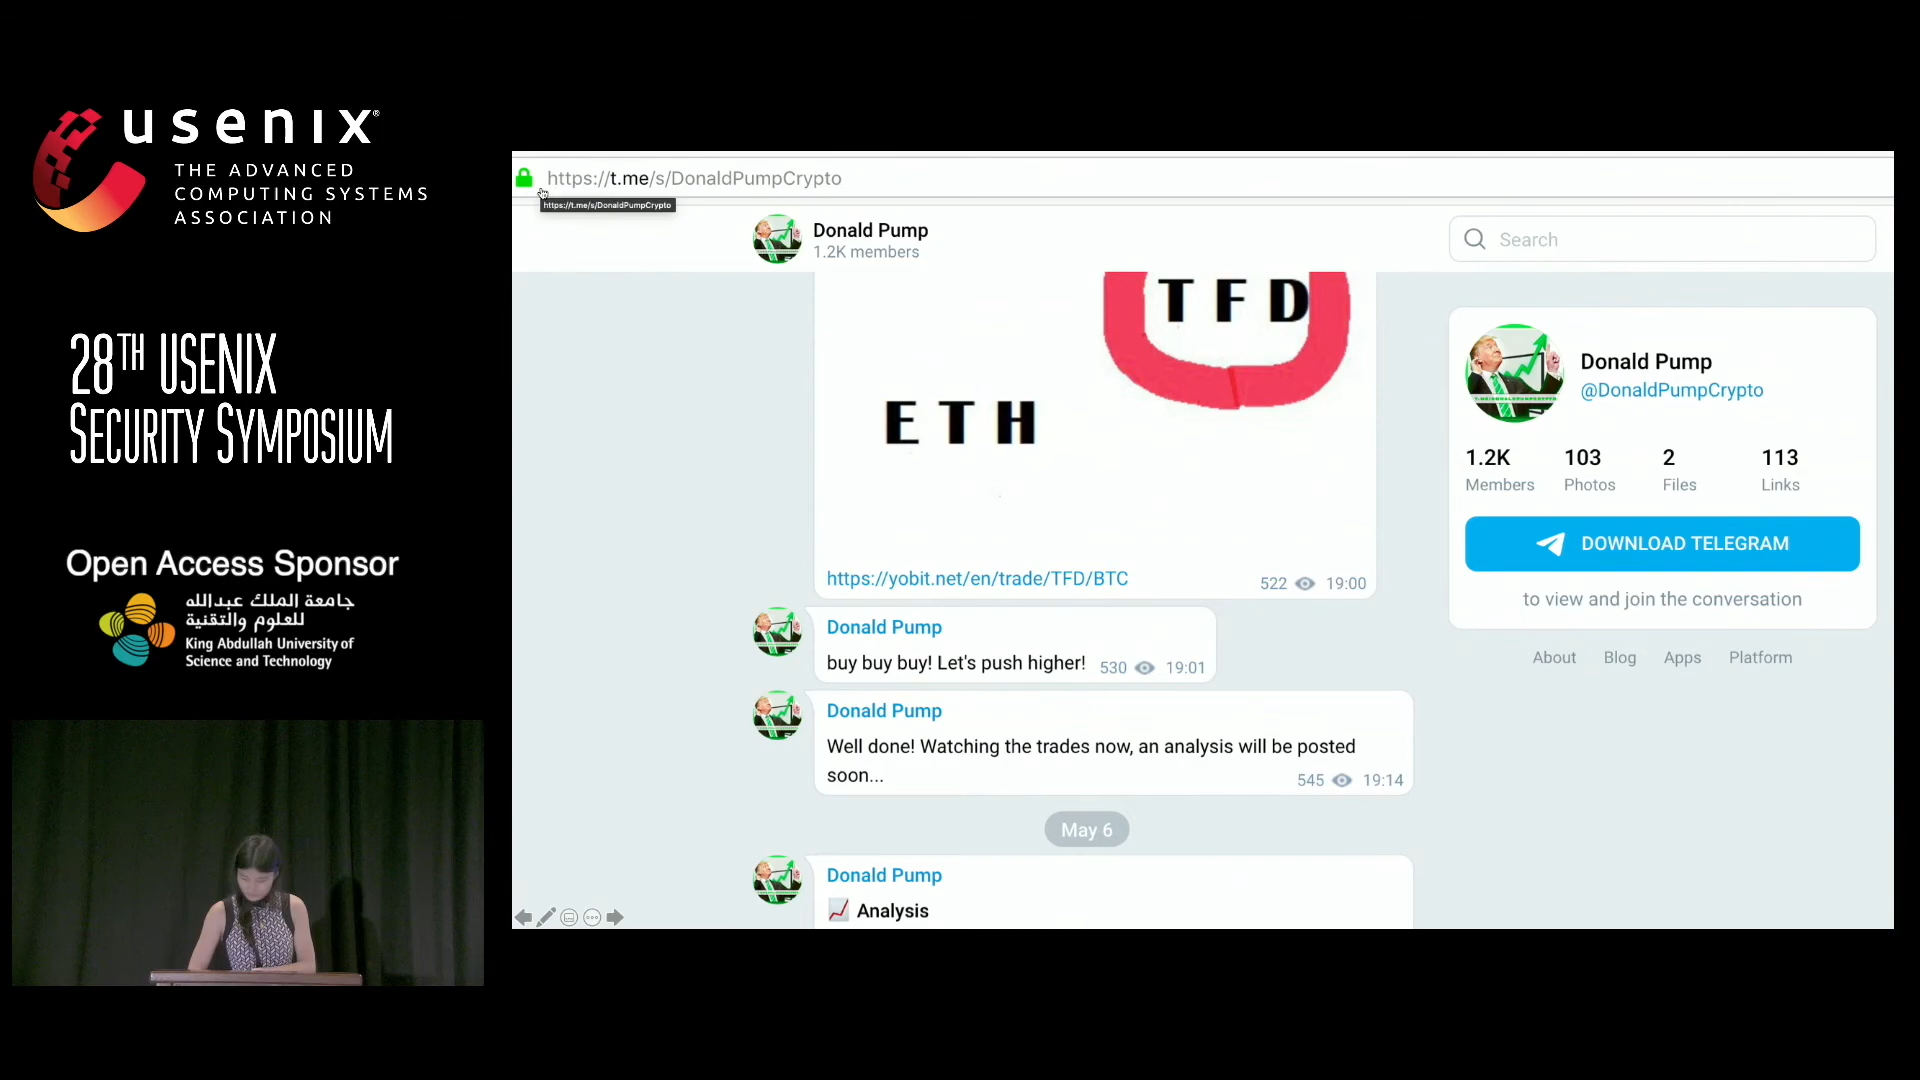 usenix®
THE ADVANCED
COMPUTING SYSTEMS
ASSOCIATION
28TH USENIX
SECURITY SYMPOSIUM
Open Access Sponsor
جامعة الملك عبدالله
للعلوم والتقنية
King Abdullah University of
Science and Technology
https://t.me/s/DonaldPumpCrypto
https://t.me/s/DonaldPumpCrypto
Donald Pump
1.2K members
Search
TFD
ETH
https://yobit.net/en/trade/TFD/BTC
522 19:00
Donald Pump
buy buy buy! Let's push higher! 530 19:01
Donald Pump
Well done! Watching the trades now, an analysis will be posted
soon... 545 19:14
May 6
Donald Pump
Analysis
Donald Pump
@DonaldPumpCrypto
1.2K 103 2 113
Members Photos Files Links
DOWNLOAD TELEGRAM
to view and join the conversation
About Blog Apps Platform